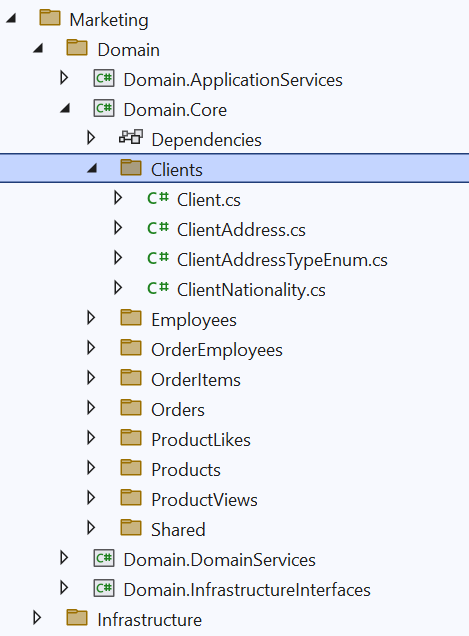 Marketing
Domain
C# Domain.ApplicationServices
C# Domain.Core
Dependencies
Clients
C# Client.cs
C# ClientAddress.cs
C# ClientAddressTypeEnum.cs
C# ClientNationality.cs
Employees
OrderEmployees
OrderItems
Orders
ProductLikes
Products
ProductViews
Shared
C# Domain.DomainServices
C# Domain.InfrastructureInterfaces
Infrastructure